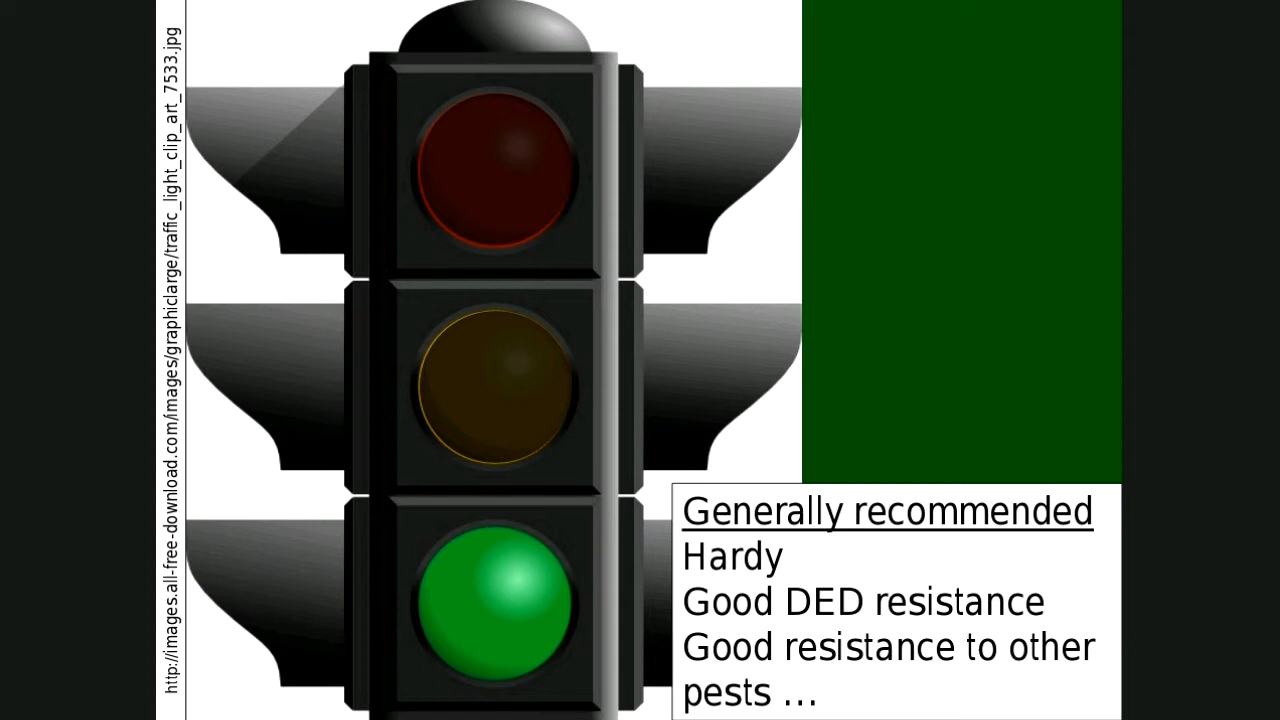 http://images.all-free-download.com/images/graphiclarge/traffic_light_clip_art_7533.jpg
Generally recommended
Hardy
Good DED resistance
Good resistance to other
pests …